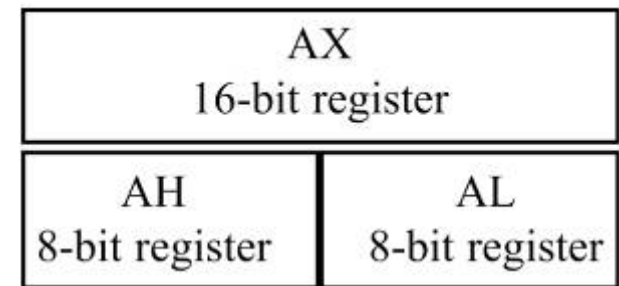 AX
16-bit register
AH
8-bit register
AL
8-bit register